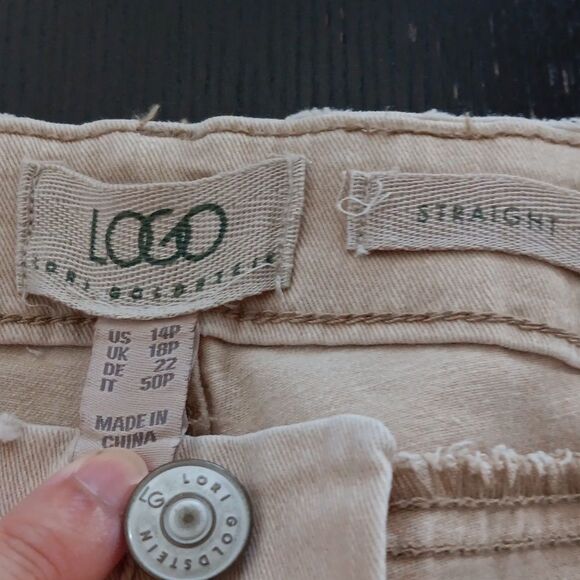 LOGO
LORI GOLDSTEIN
STRAIGHT
US 14P
UK 18P
DE 22
IT 50P
MADE IN
CHINA
LG LORI GOLDSTEIN